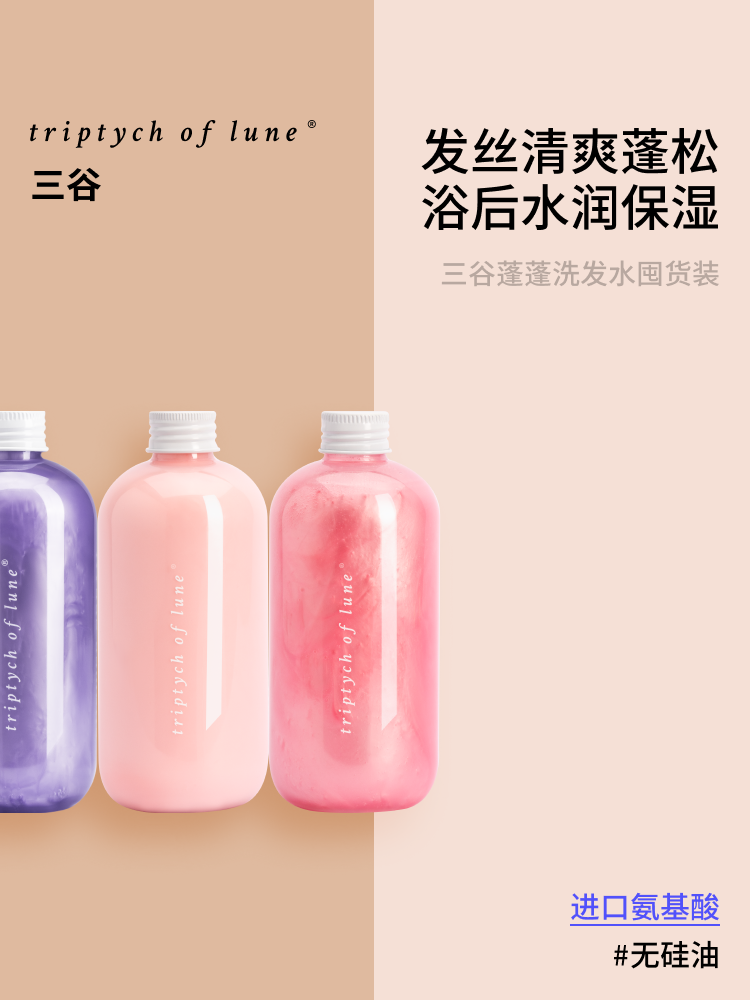 triptych of lune®
三谷
发丝清爽蓬松
浴后水润保湿
三谷蓬蓬洗发水囤货装
triptych of lune®
triptych of lune®
triptych of lune®
进口氨基酸
#无硅油